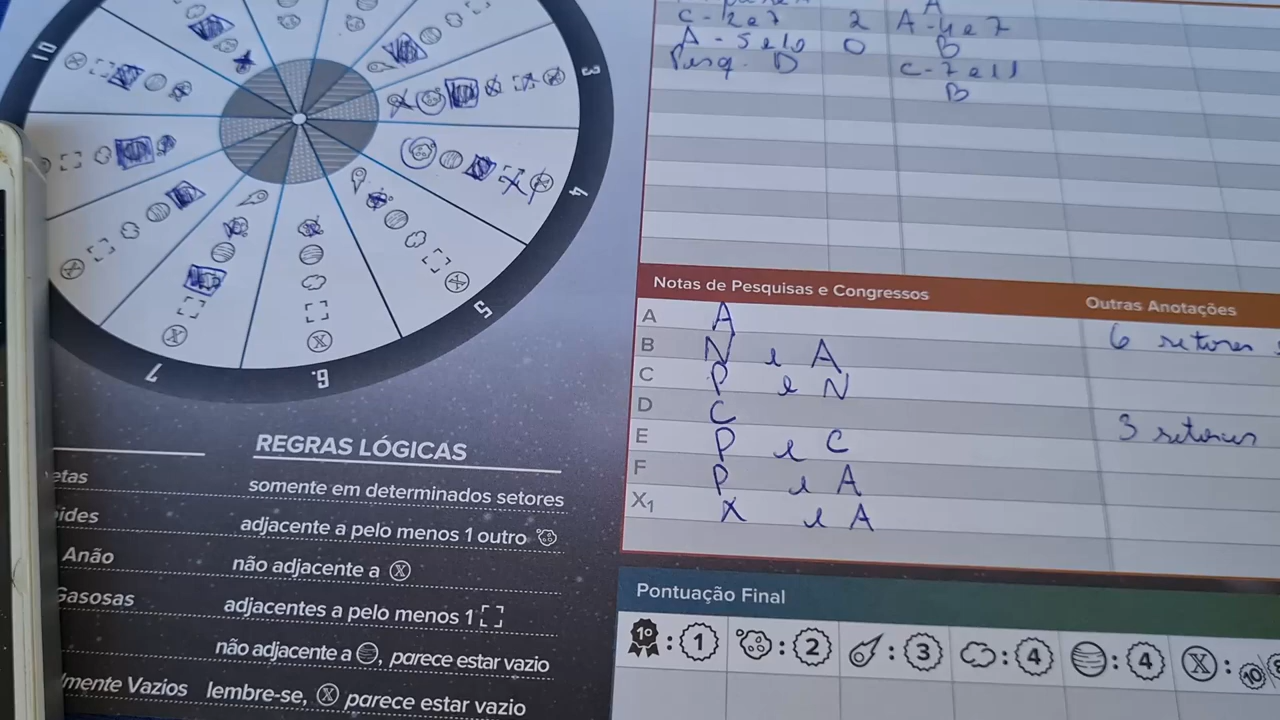 C - 12 e 7 2 A - 4 e 7
A - 5 e 10 0 B
Pesq. D C - 7 e 11
B
10
3
4
5
6
7
Notas de Pesquisas e Congressos Outras Anotações
A A 6 setores
B N e A
C P e N
D C 3 setores
E P e C
F P e A
X1 X e A
REGRAS LÓGICAS
etas somente em determinados setores
ides adjacente a pelo menos 1 outro
Anão não adjacente a X
Gasosas adjacentes a pelo menos 1
não adjacente a , parece estar vazio
lmente Vazios lembre-se, X parece estar vazio
Pontuação Final
1º : 1 : 2 : 3 : 4 : 4 X : 10